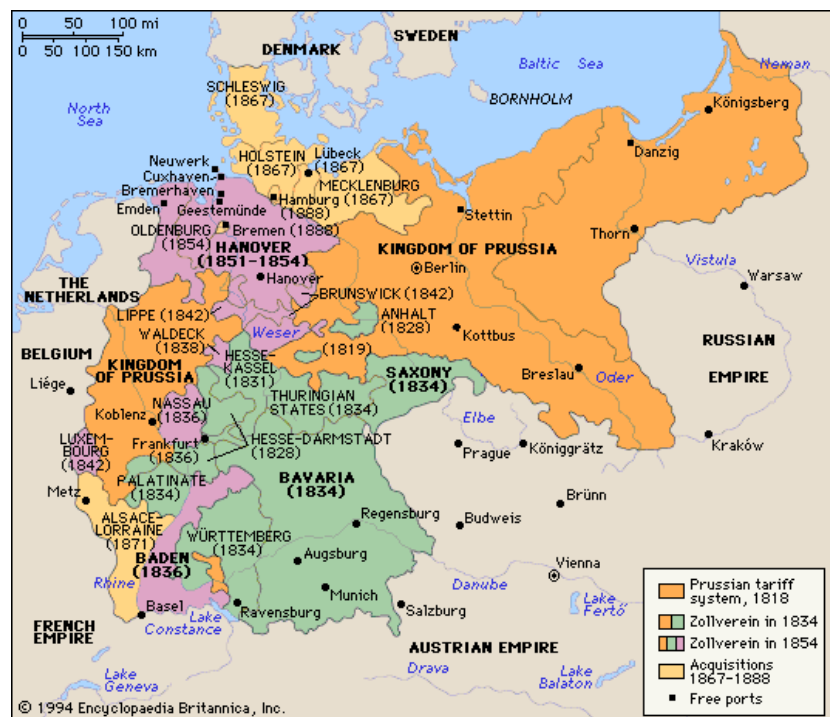 0 50 100 mi
0 50 100 150 km
DENMARK
SWEDEN
Baltic Sea
Neman
BORNHOLM
Königsberg
North
Sea
SCHLESWIG
(1867)
Danzig
HOLSTEIN
(1867)
Lübeck
(1867)
Neuwerk
Cuxhaven
Bremerhaven
Emden
Geestemünde
MECKLENBURG
(1867)
Hamburg
(1888)
Stettin
OLDENBURG
(1854)
Bremen (1888)
Thorn
HANOVER
(1851–1854)
KINGDOM OF PRUSSIA
Vistula
Berlin
Hanover
Warsaw
THE
NETHERLANDS
BRUNSWICK (1842)
LIPPE (1842)
ANHALT
(1828)
Weser
WALDECK
(1838)
Kottbus
RUSSIAN
EMPIRE
BELGIUM
KINGDOM
OF PRUSSIA
HESSE-
KASSEL
(1831)
(1819)
SAXONY
(1834)
Breslau
Oder
Liége
THURINGIAN
STATES (1834)
NASSAU
(1836)
Koblenz
Elbe
LUXEM-
BOURG
(1842)
Frankfurt
(1836)
HESSE-DARMSTADT
(1828)
Prague
Königgrätz
Kraków
Metz
PALATINATE
(1834)
BAVARIA
(1834)
Brünn
ALSACE-
LORRAINE
(1871)
Regensburg
Budweis
WÜRTTEMBERG
(1834)
BADEN
(1836)
Augsburg
Vienna
Rhine
Munich
Danube
Lake
Fertó
Basel
Ravensburg
Salzburg
Lake
Constance
FRENCH
EMPIRE
AUSTRIAN EMPIRE
Drava
Lake
Balaton
Lake
Geneva
Prussian tariff
system, 1818
Zollverein in 1834
Zollverein in 1854
Acquisitions
1867–1888
Free ports
© 1994 Encyclopaedia Britannica, Inc.